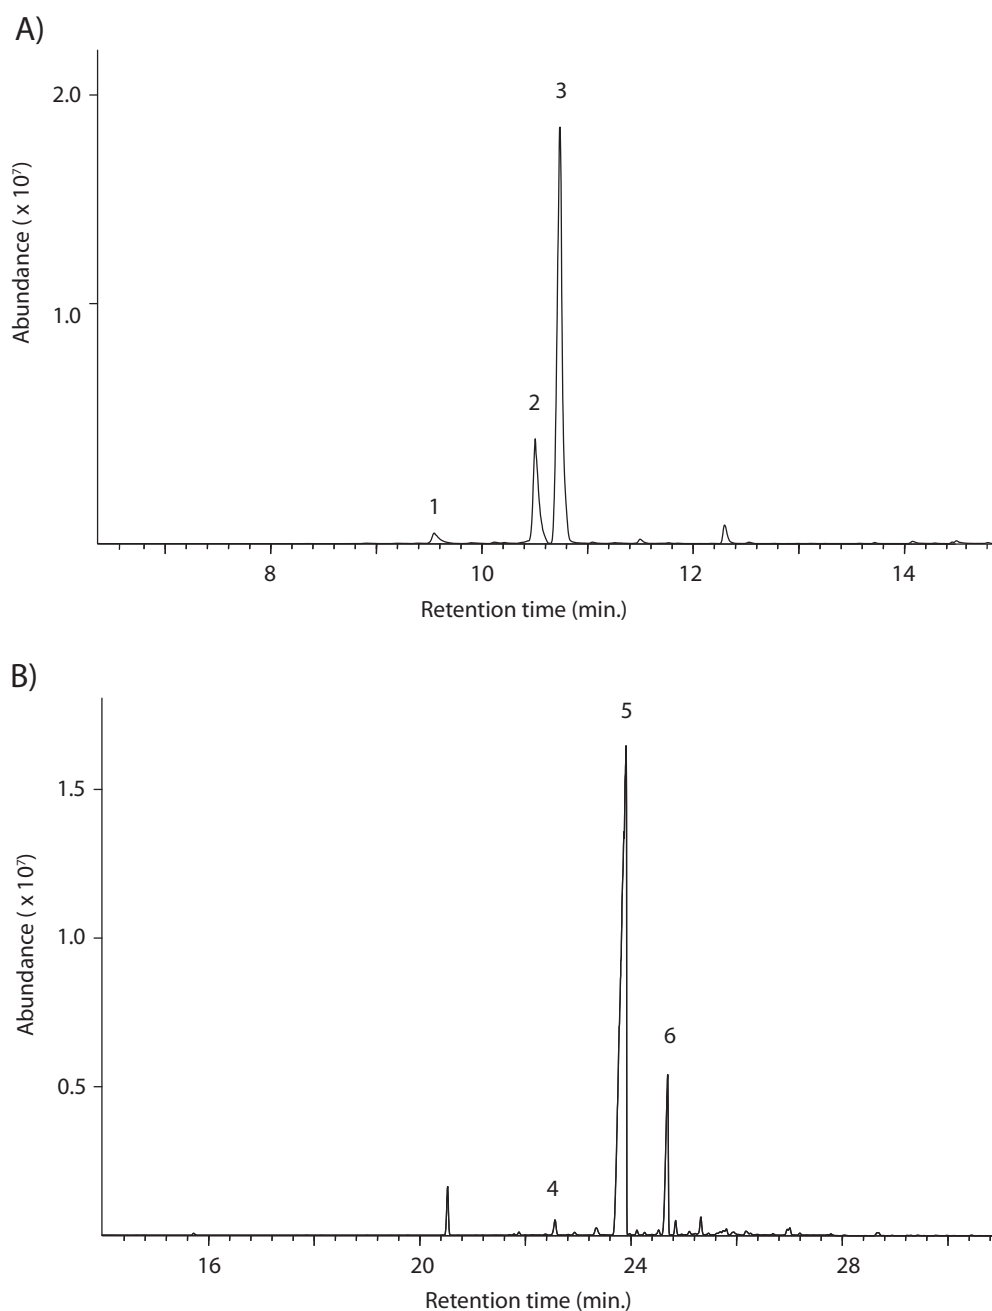 A)
2.0
3
Abundance ( x 10⁷)
1.0
2
1
8 10 12 14
Retention time (min.)
B)
5
1.5
Abundance ( x 10⁷)
1.0
6
0.5
4
16 20 24 28
Retention time (min.)